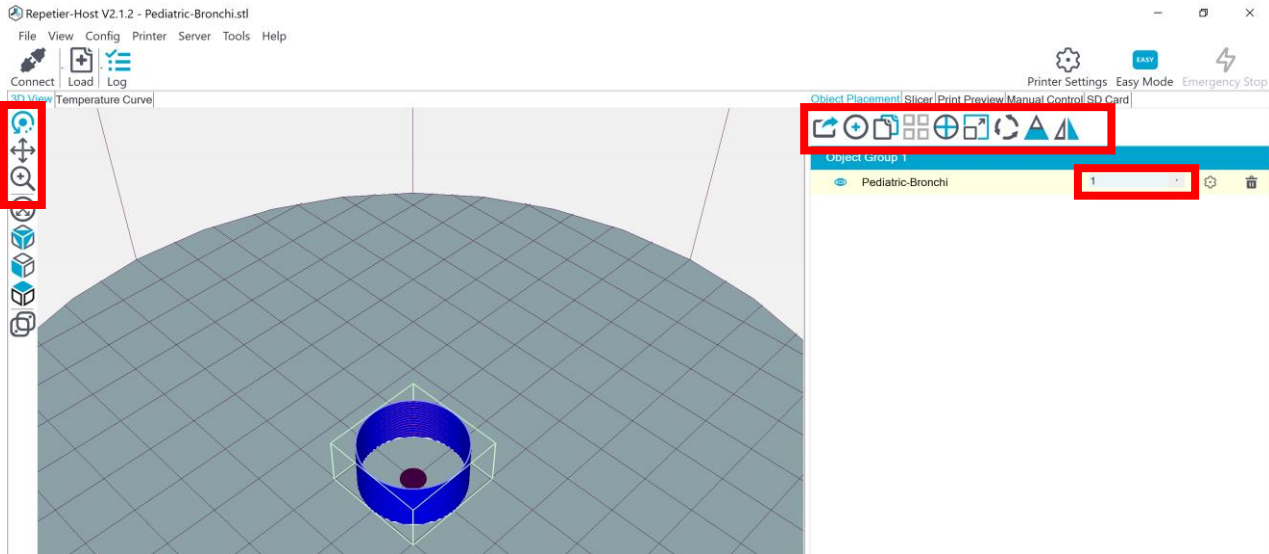 Repetier-Host V2.1.2 - Pediatric-Bronchi.stl
File View Config Printer Server Tools Help
EASY
Connect Load Log Printer Settings Easy Mode Emergency Stop
3D View Temperature Curve Object Placement Slicer Print Preview Manual Control SD Card
Object Group 1
Pediatric-Bronchi 1